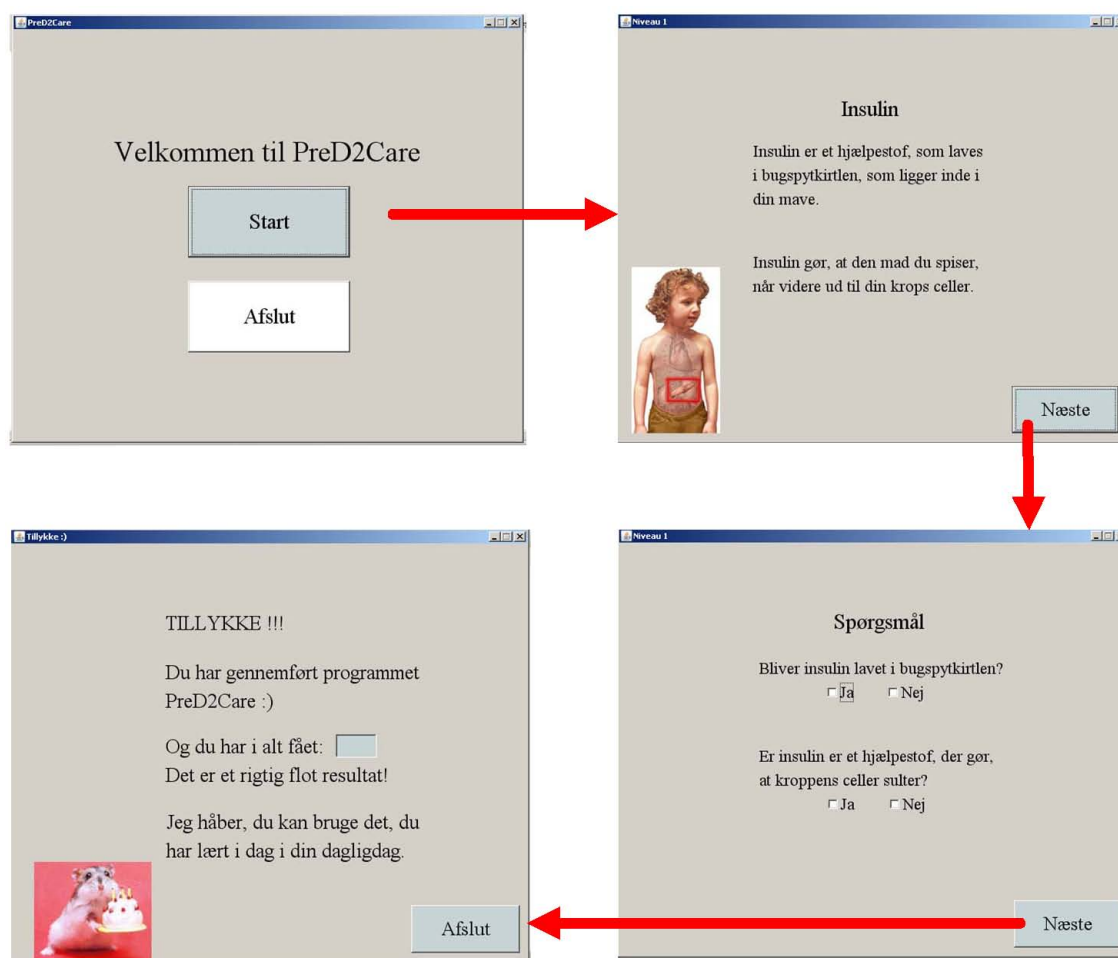 PreD2Care
Velkommen til PreD2Care
Start
Afslut
Niveau 1
Insulin
Insulin er et hjælpestof, som laves
i bugspytkirtlen, som ligger inde i
din mave.
Insulin gør, at den mad du spiser,
når videre ud til din krops celler.
Næste
Niveau 1
Spørgsmål
Bliver insulin lavet i bugspytkirtlen?
Ja Nej
Er insulin er et hjælpestof, der gør,
at kroppens celler sulter?
Ja Nej
Næste
Tillykke :)
TILLYKKE !!!
Du har gennemført programmet
PreD2Care :)
Og du har i alt fået:
Det er et rigtig flot resultat!
Jeg håber, du kan bruge det, du
har lært i dag i din dagligdag.
Afslut